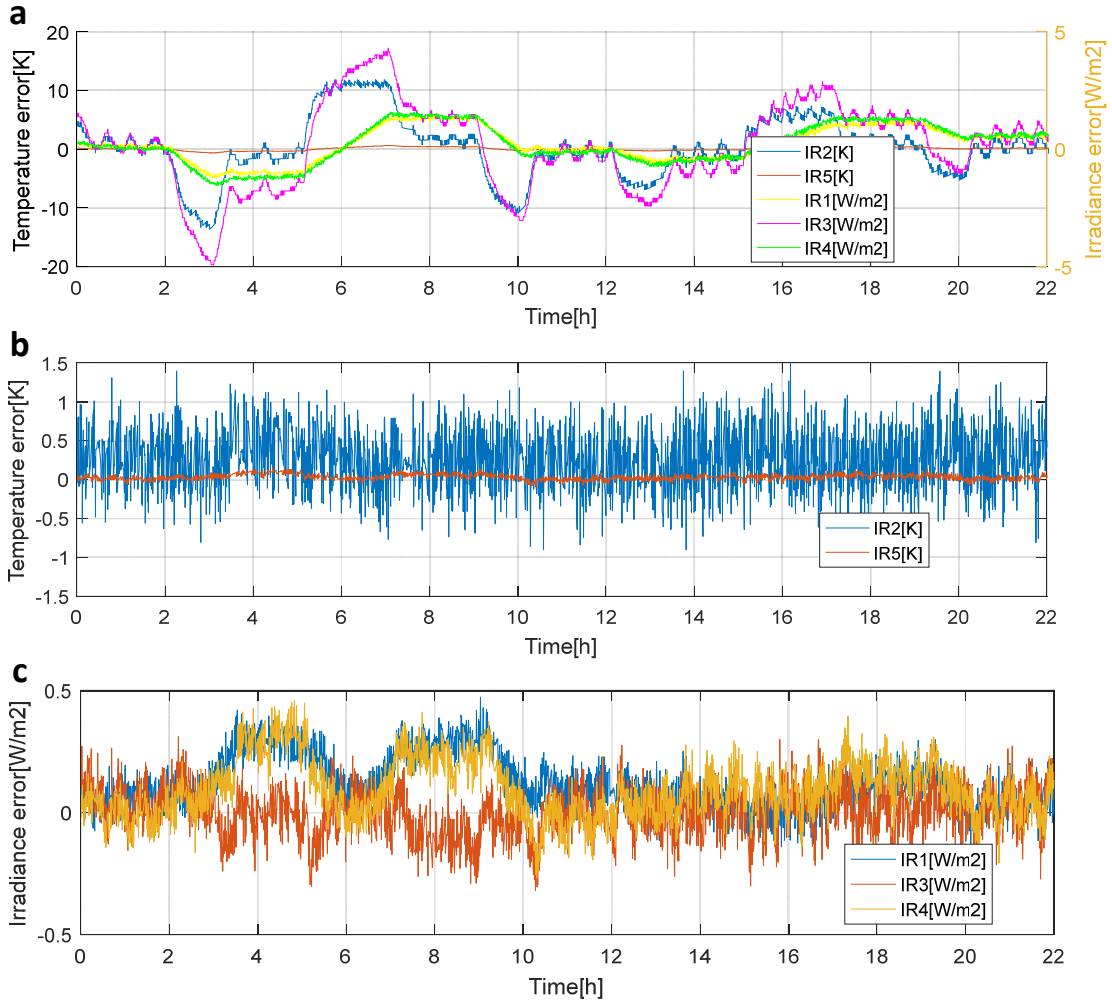 a
20
10
0
-10
-20
Temperature error[K]
5
0
-5
Irradiance error[W/m2]
IR2[K]
IR5[K]
IR1[W/m2]
IR3[W/m2]
IR4[W/m2]
0 2 4 6 8 10 12 14 16 18 20 22
Time[h]
b
1.5
1
0.5
0
-0.5
-1
-1.5
Temperature error[K]
IR2[K]
IR5[K]
0 2 4 6 8 10 12 14 16 18 20 22
Time[h]
c
0.5
0
-0.5
Irradiance error[W/m2]
IR1[W/m2]
IR3[W/m2]
IR4[W/m2]
0 2 4 6 8 10 12 14 16 18 20 22
Time[h]